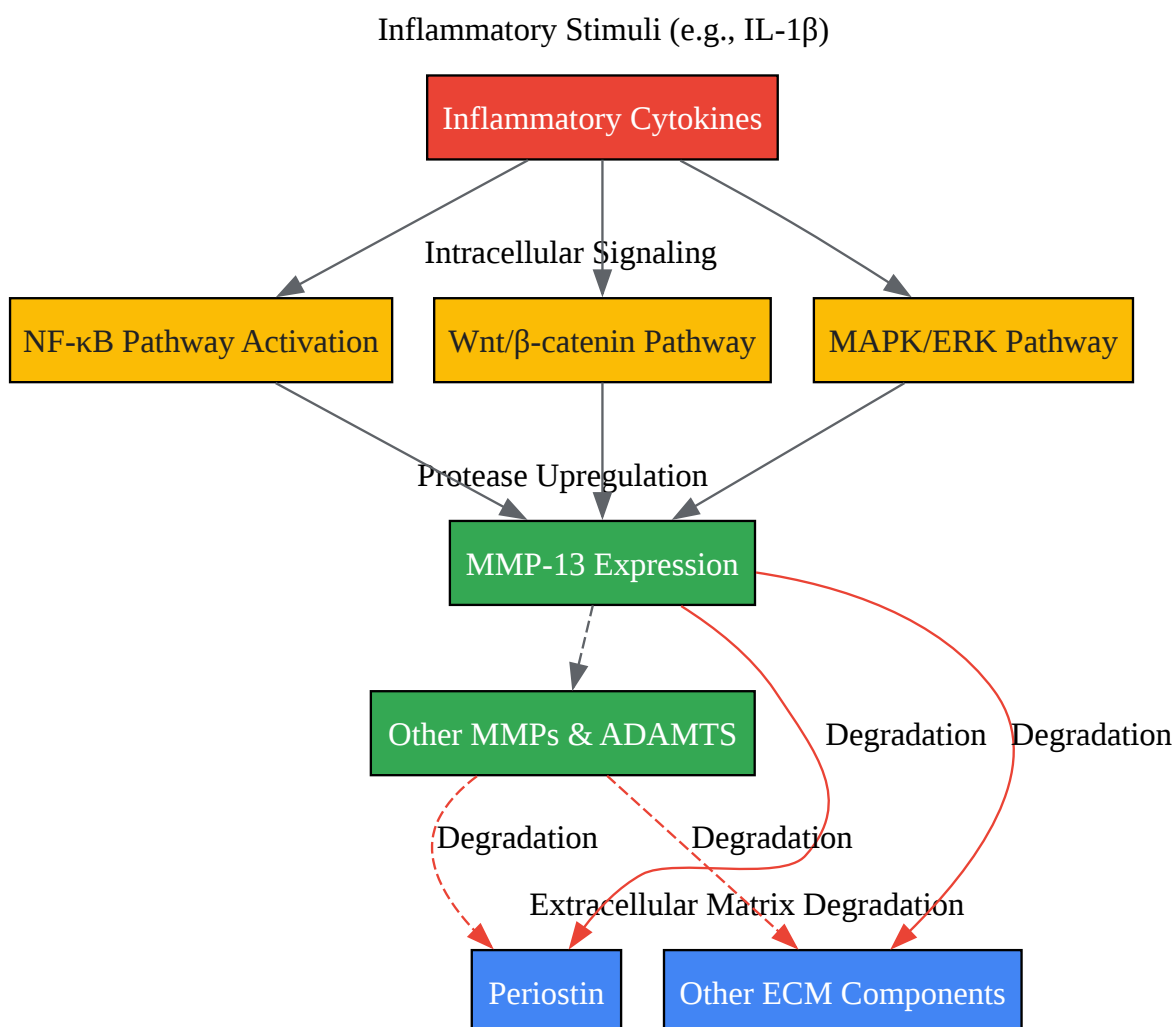 Inflammatory Stimuli (e.g., IL-1β)
Inflammatory Cytokines
Intracellular Signaling
NF-κB Pathway Activation
Wnt/β-catenin Pathway
MAPK/ERK Pathway
Protease Upregulation
MMP-13 Expression
Other MMPs & ADAMTS
Degradation
Degradation
Degradation
Degradation
Extracellular Matrix Degradation
Periostin
Other ECM Components